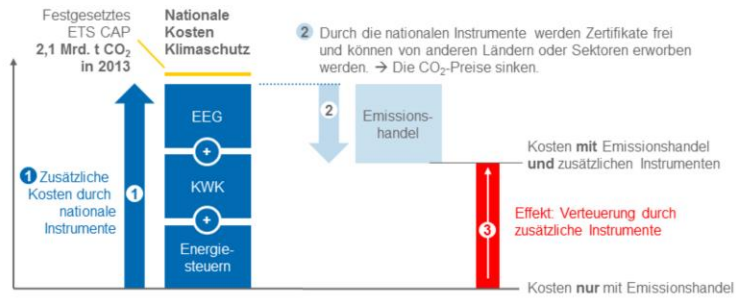 Festgesetztes
ETS CAP
2,1 Mrd. t CO₂
in 2013
Nationale
Kosten
Klimaschutz
2 Durch die nationalen Instrumente werden Zertifikate frei
und können von anderen Ländern oder Sektoren erworben
werden. → Die CO₂-Preise sinken.
EEG
+
KWK
+
Energie-
steuern
1 Zusätzliche
Kosten durch
nationale
Instrumente
1
2
Emissions-
handel
Kosten mit Emissionshandel
und zusätzlichen Instrumenten
3
Effekt: Verteuerung durch
zusätzliche Instrumente
Kosten nur mit Emissionshandel